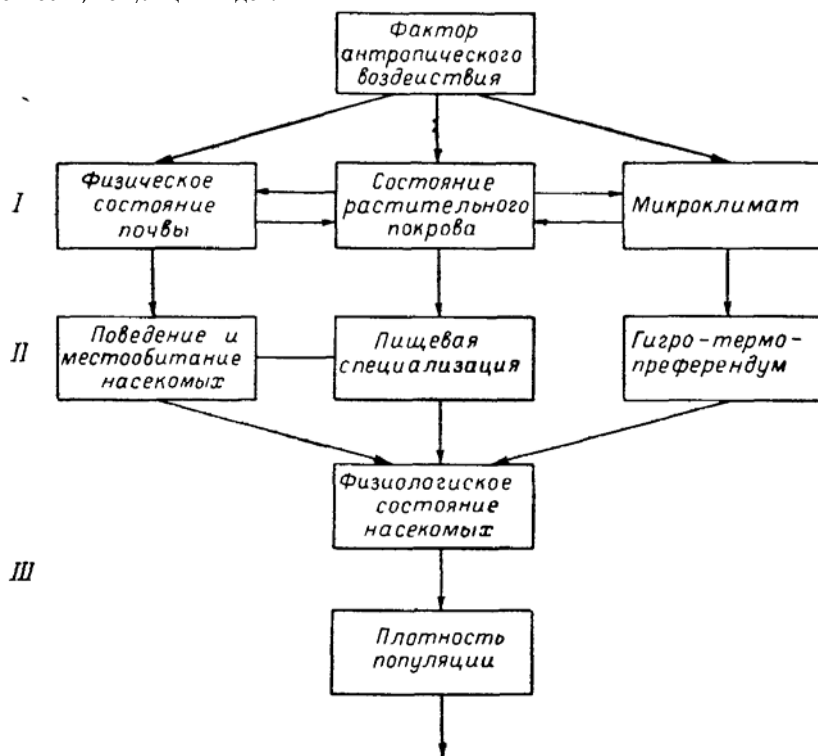 Фактор
антропического
воздеиствия
I
Физическое
состояние
почвы
Состояние
растительного
покрова
Микроклимат
II
Поведение и
местообитание
насекомых
Пищевая
специализация
Гигро-термо-
преферендум
Физиологиское
состояние
насекомых
III
Плотность
популяции